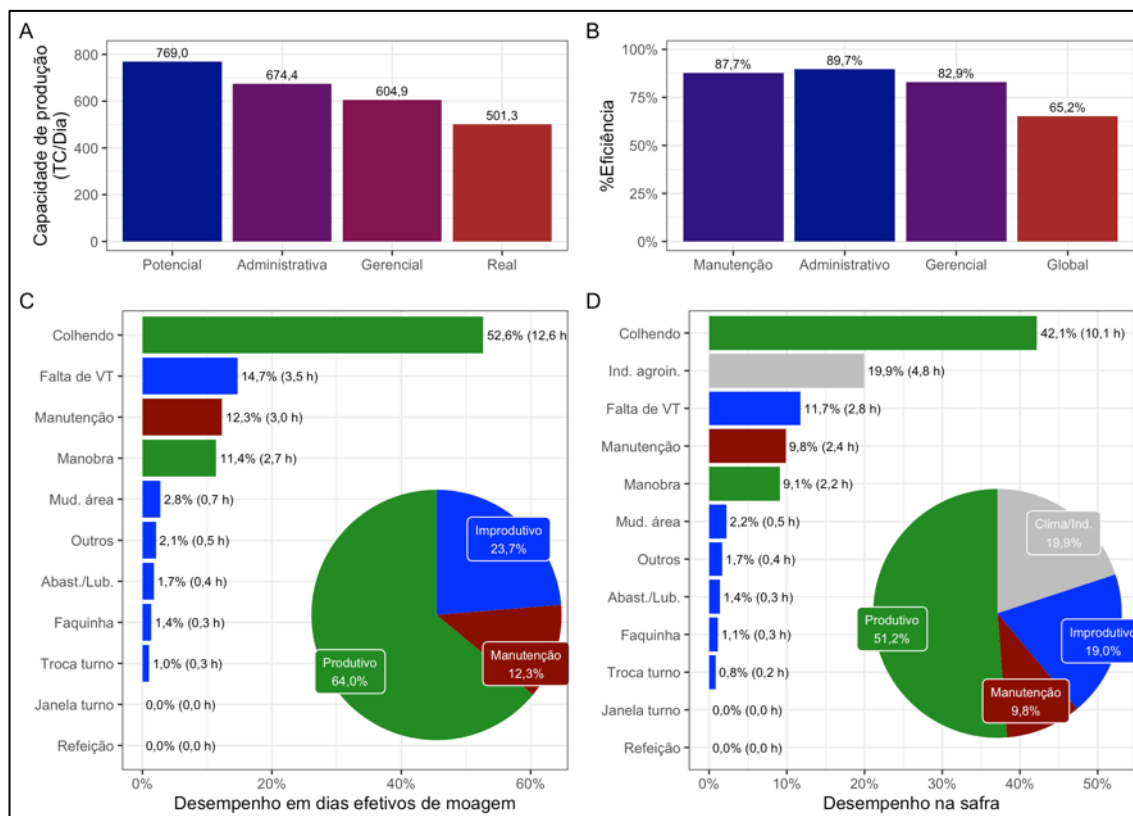 A
Capacidade de produção
(TC/Dia)
800
600
400
200
0
769,0
674,4
604,9
501,3
Potencial
Administrativa
Gerencial
Real
B
%Eficiência
100%
75%
50%
25%
0%
87,7%
89,7%
82,9%
65,2%
Manutenção
Administrativo
Gerencial
Global
C
Colhendo
52,6% (12,6 h
Falta de VT
14,7% (3,5 h)
Manutenção
12,3% (3,0 h)
Manobra
11,4% (2,7 h)
Mud. área
2,8% (0,7 h)
Outros
2,1% (0,5 h)
Abast./Lub.
1,7% (0,4 h)
Faquinha
1,4% (0,3 h)
Troca turno
1,0% (0,3 h)
Janela turno
0,0% (0,0 h)
Refeição
0,0% (0,0 h)
Improdutivo
23,7%
Manutenção
12,3%
Produtivo
64,0%
0%
20%
40%
60%
Desempenho em dias efetivos de moagem
D
Colhendo
42,1% (10,1 h)
Ind. agroin.
19,9% (4,8 h)
Falta de VT
11,7% (2,8 h)
Manutenção
9,8% (2,4 h)
Manobra
9,1% (2,2 h)
Mud. área
2,2% (0,5 h)
Outros
1,7% (0,4 h)
Abast./Lub.
1,4% (0,3 h)
Faquinha
1,1% (0,3 h)
Troca turno
0,8% (0,2 h)
Janela turno
0,0% (0,0 h)
Refeição
0,0% (0,0 h)
Clima/Ind.
19,9%
Produtivo
51,2%
Improdutivo
19,0%
Manutenção
9,8%
0%
10%
20%
30%
40%
50%
Desempenho na safra